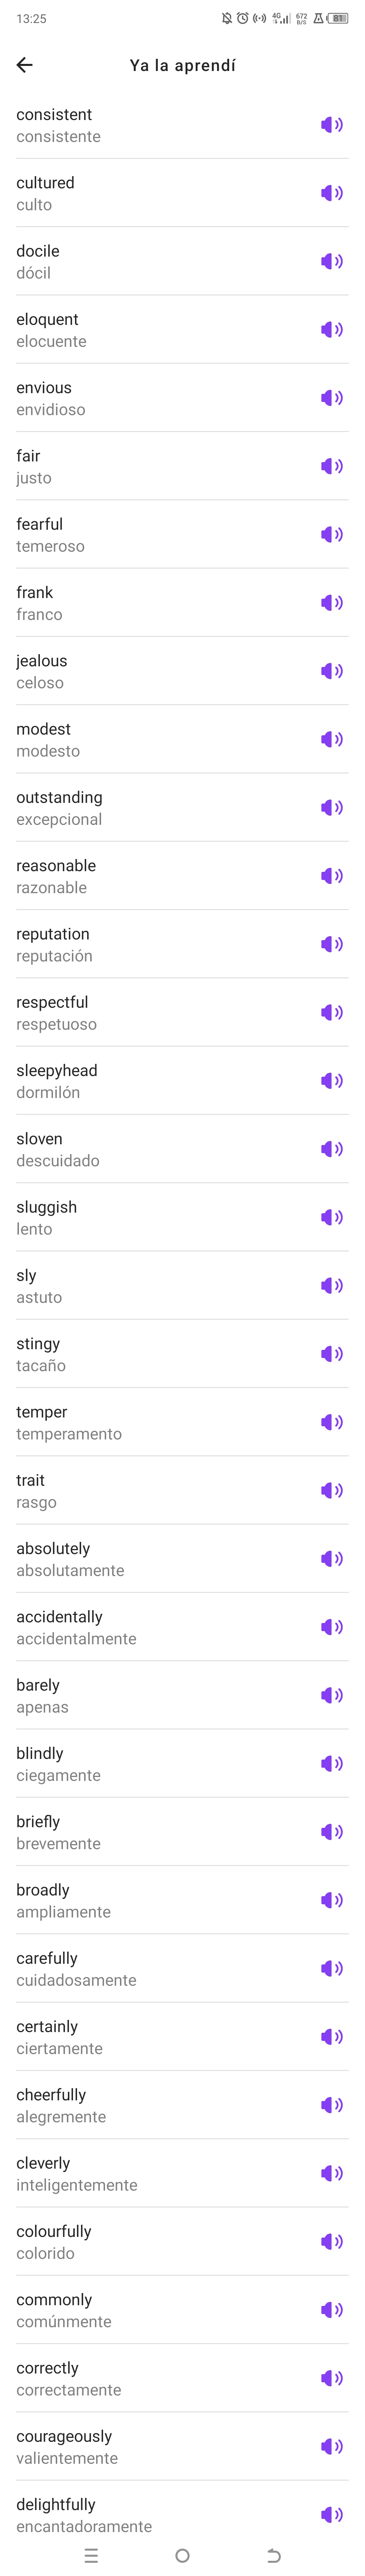 13:25
4G
672
B/S
81
Ya la aprendí
consistent
consistente
cultured
culto
docile
dócil
eloquent
elocuente
envious
envidioso
fair
justo
fearful
temeroso
frank
franco
jealous
celoso
modest
modesto
outstanding
excepcional
reasonable
razonable
reputation
reputación
respectful
respetuoso
sleepyhead
dormilón
sloven
descuidado
sluggish
lento
sly
astuto
stingy
tacaño
temper
temperamento
trait
rasgo
absolutely
absolutamente
accidentally
accidentalmente
barely
apenas
blindly
ciegamente
briefly
brevemente
broadly
ampliamente
carefully
cuidadosamente
certainly
ciertamente
cheerfully
alegremente
cleverly
inteligentemente
colourfully
colorido
commonly
comúnmente
correctly
correctamente
courageously
valientemente
delightfully
encantadoramente